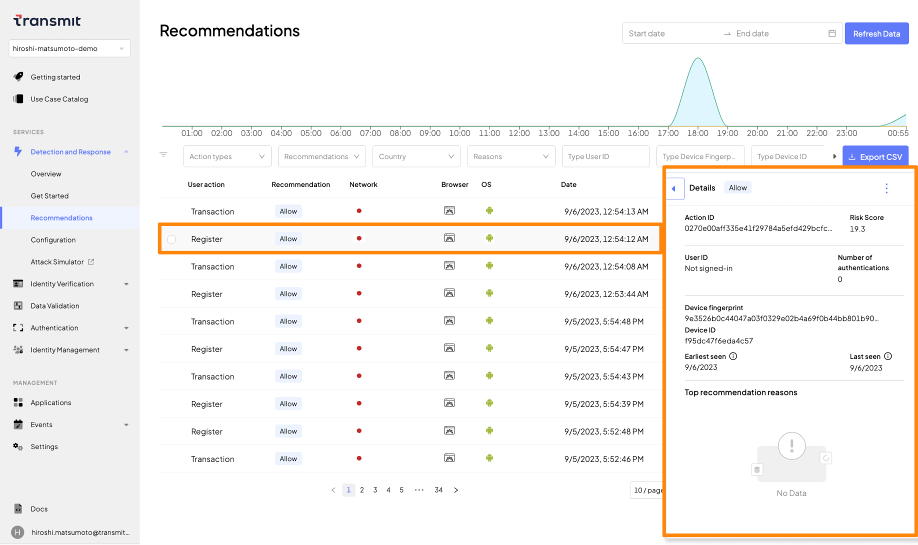 Transmit
hiroshi-matsumoto-demo
Getting started
Use Case Catalog
SERVICES
Detection and Response
Overview
Get Started
Recommendations
Configuration
Attack Simulator
Identity Verification
Data Validation
Authentication
Identity Management
MANAGEMENT
Applications
Events
Settings
Docs
H hiroshi.matsumoto@transmit...
Recommendations
Start date → End date
Refresh Data
01:00 02:00 03:00 04:00 05:00 06:00 07:00 08:00 09:00 10:00 11:00 12:00 13:00 14:00 15:00 16:00 17:00 18:00 19:00 20:00 21:00 22:00 23:00 00:55
Action types Recommendations Country Reasons Type User ID Type Device Fingerp... Type Device ID Export CSV
User action Recommendation Network Browser OS Date
Transaction Allow 9/6/2023, 12:54:13 AM
Register Allow 9/6/2023, 12:54:12 AM
Transaction Allow 9/6/2023, 12:54:08 AM
Register Allow 9/6/2023, 12:53:44 AM
Transaction Allow 9/5/2023, 5:54:48 PM
Register Allow 9/5/2023, 5:54:47 PM
Transaction Allow 9/5/2023, 5:54:43 PM
Register Allow 9/5/2023, 5:54:39 PM
Register Allow 9/5/2023, 5:52:48 PM
Transaction Allow 9/5/2023, 5:52:46 PM
< 1 2 3 4 5 ••• 34 >
10 / page
Details Allow
Action ID Risk Score
0270e00aff335e41f29784a5efd429bcfc... 19.3
User ID Number of
Not signed-in authentications
0
Device fingerprint
9e3526b0c44047a03f0329e02b4a69f0b44bb801b90...
Device ID
f95dc47f6eda4c57
Earliest seen Last seen
9/6/2023 9/6/2023
Top recommendation reasons
No Data